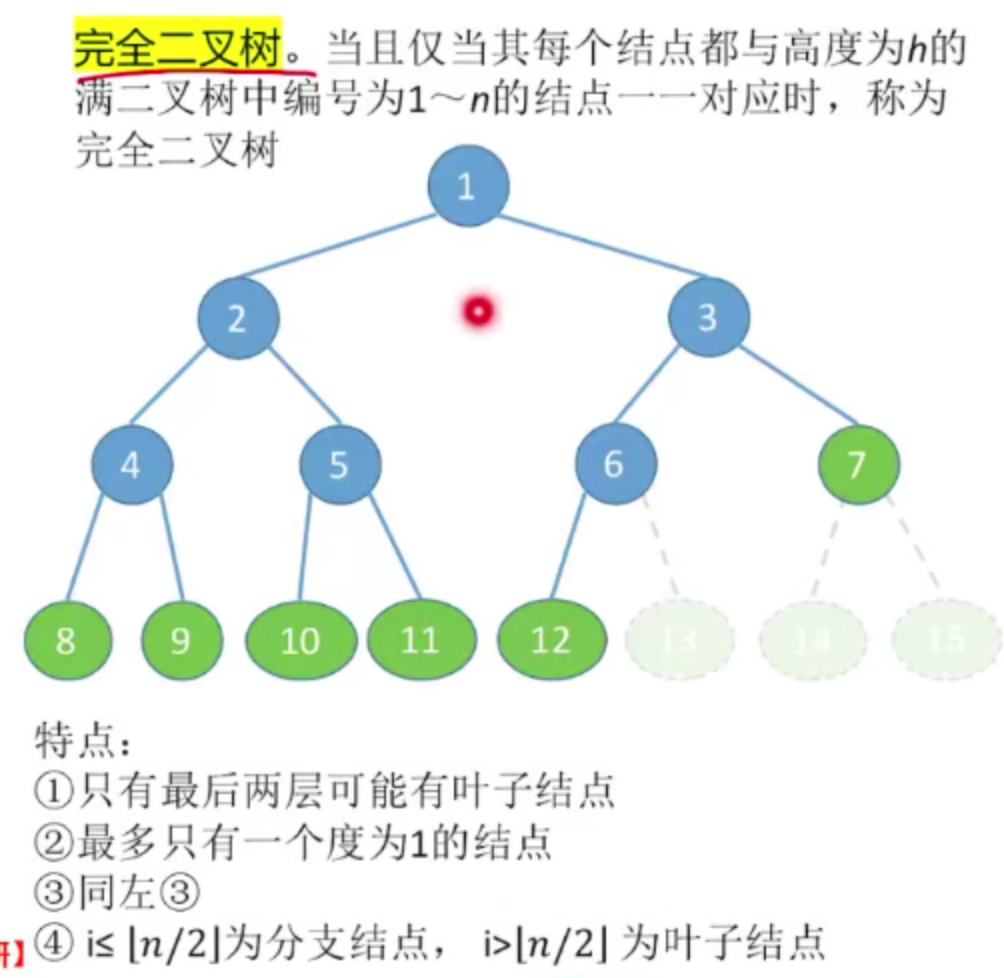 完全二叉树。当且仅当其每个结点都与高度为h的
满二叉树中编号为1～n的结点一一对应时，称为
完全二叉树
1
2
3
4
5
6
7
8
9
10
11
12
13
14
15
特点：
①只有最后两层可能有叶子结点
②最多只有一个度为1的结点
③同左③
④ i≤ ⌊n/2⌋为分支结点， i>⌊n/2⌋ 为叶子结点